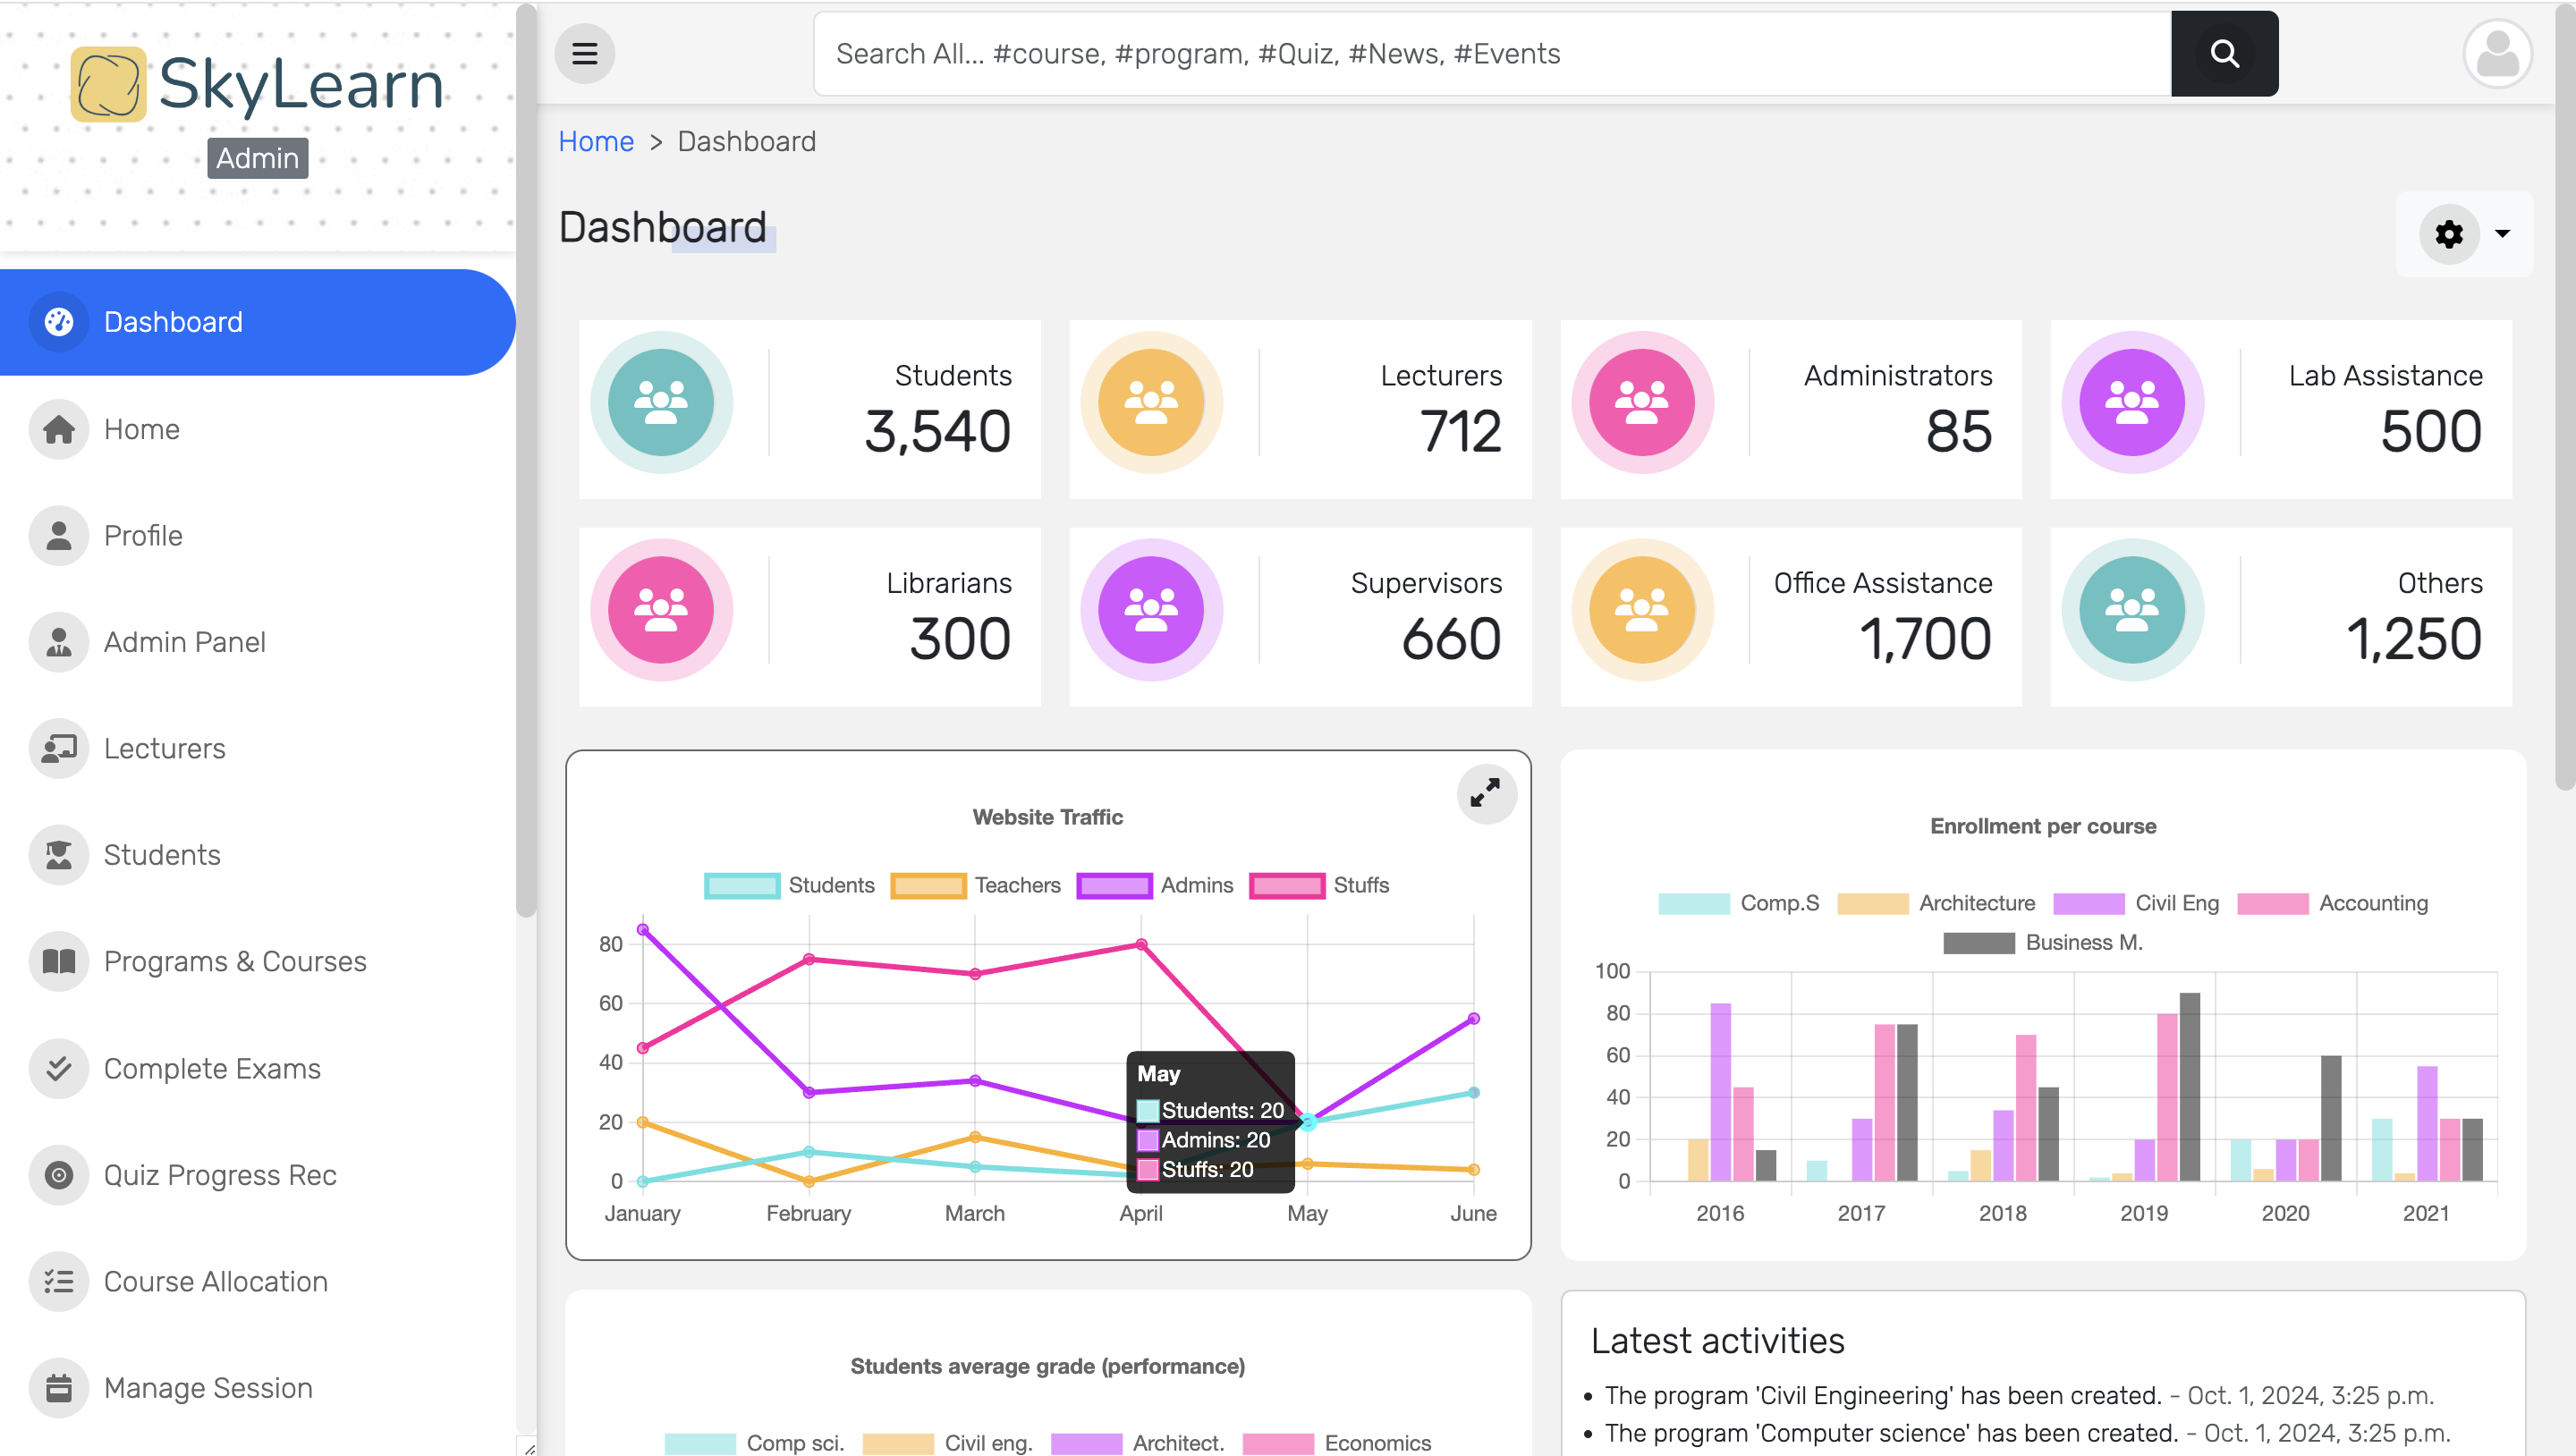 SkyLearn
Admin
Dashboard
Home
Profile
Admin Panel
Lecturers
Students
Programs & Courses
Complete Exams
Quiz Progress Rec
Course Allocation
Manage Session
Search All... #course, #program, #Quiz, #News, #Events
Home > Dashboard
Dashboard
Students
3,540
Lecturers
712
Administrators
85
Lab Assistance
500
Librarians
300
Supervisors
660
Office Assistance
1,700
Others
1,250
Website Traffic
Students Teachers Admins Stuffs
80
60
40
20
0
May
Students: 20
Admins: 20
Stuffs: 20
January February March April May June
Enrollment per course
Comp.S Architecture Civil Eng Accounting
Business M.
100
80
60
40
20
0
2016 2017 2018 2019 2020 2021
Students average grade (performance)
Comp sci. Civil eng. Architect. Economics
Latest activities
• The program 'Civil Engineering' has been created. - Oct. 1, 2024, 3:25 p.m.
• The program 'Computer science' has been created. - Oct. 1, 2024, 3:25 p.m.